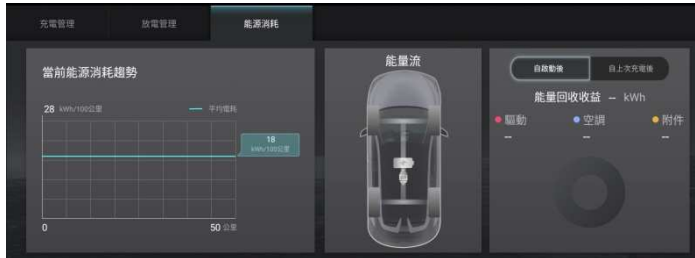 充電管理
放電管理
能源消耗
當前能源消耗趨勢
28 kWh/100公里
平均電耗
18
kWh/100公里
0
50 公里
能量流
自啟動後
自上次充電後
能量回收收益 -- kWh
驅動
空調
附件
--
--
--